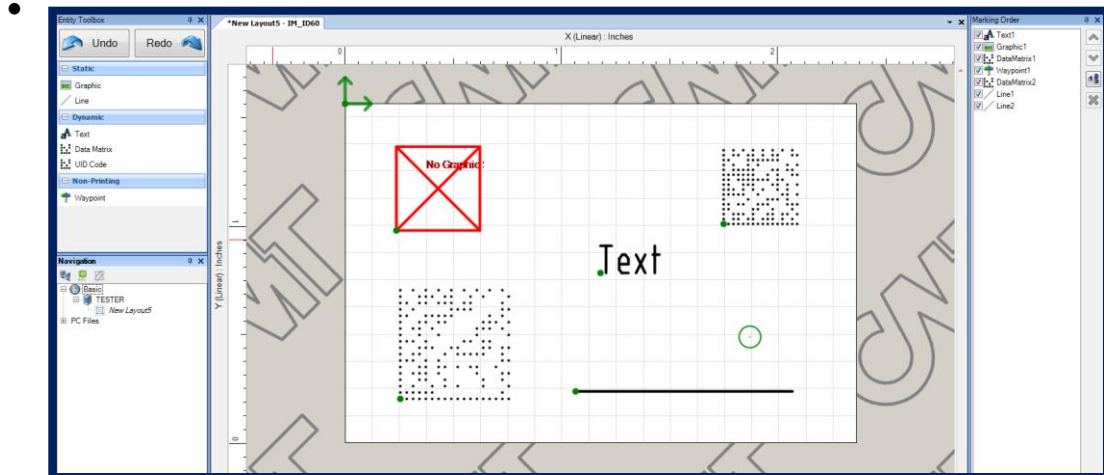 Entity Toolbox
Undo
Redo
Static
Graphic
Line
Dynamic
Text
Data Matrix
UID Code
Non-Printing
Waypoint
Navigation
Basic
TESTER
New Layout5
PC Files
*New Layout5 - IM_ID60
X (Linear) : Inches
0
1
2
Y (Linear) : Inches
1
0
No Graphic
Text
Marking Order
Text1
Graphic1
DataMatrix1
Waypoint1
DataMatrix2
Line1
Line2